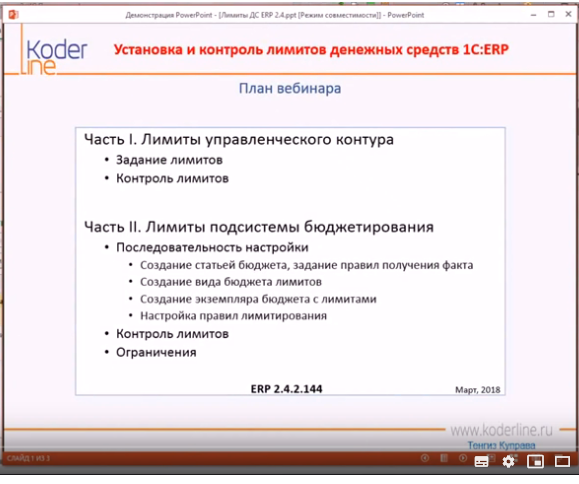 Демонстрация PowerPoint - [Лимиты ДС ERP 2.4.ppt [Режим совместимости]] - PowerPoint
Koder
line
Установка и контроль лимитов денежных средств 1С:ERP
План вебинара
Часть I. Лимиты управленческого контура
• Задание лимитов
• Контроль лимитов
Часть II. Лимиты подсистемы бюджетирования
• Последовательность настройки
• Создание статьей бюджета, задание правил получения факта
• Создание вида бюджета лимитов
• Создание экземпляра бюджета с лимитами
• Настройка правил лимитирования
• Контроль лимитов
• Ограничения
ERP 2.4.2.144
Март, 2018
www.koderline.ru
Тенгиз Куправа
СЛАЙД 1 ИЗ 3